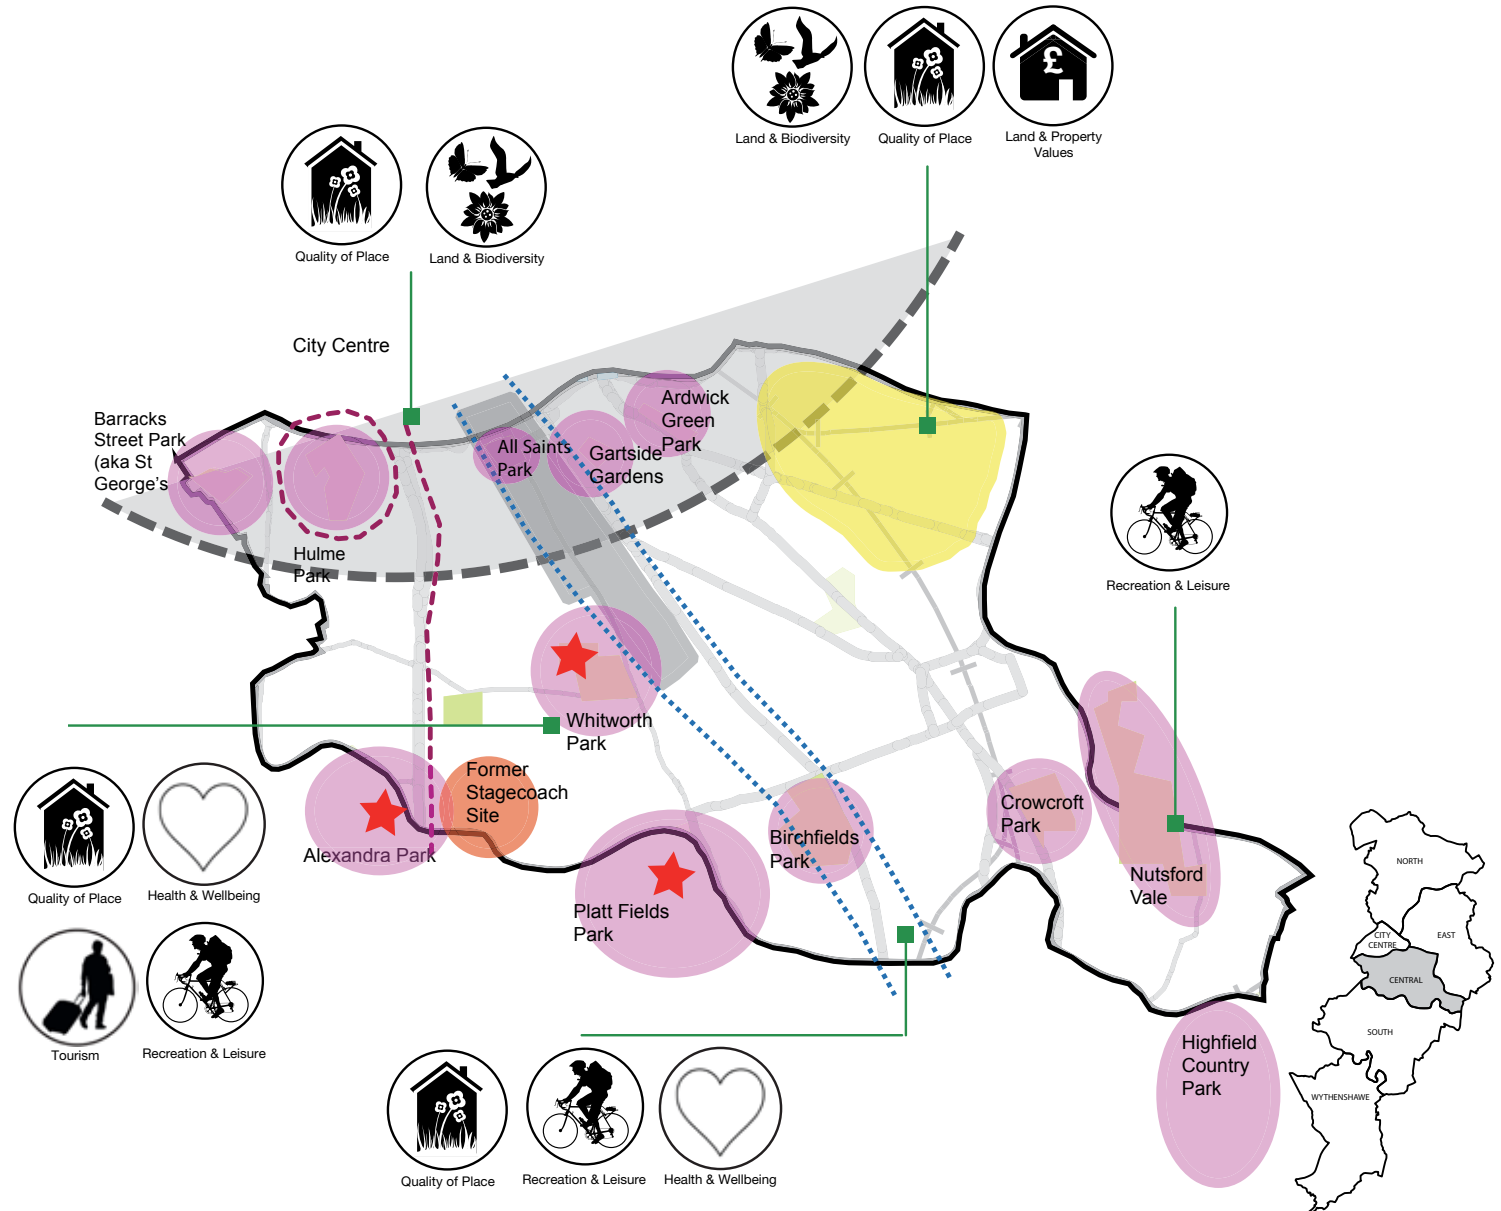 Land & Biodiversity
Quality of Place
Land & Property
Values
Quality of Place
Land & Biodiversity
City Centre
Barracks
Street Park
(aka St
George's
Hulme
Park
All Saints
Park
Gartside
Gardens
Ardwick
Green
Park
£
Recreation & Leisure
Whitworth
Park
Former
Stagecoach
Site
Alexandra Park
Platt Fields
Park
Birchfields
Park
Crowcroft
Park
Nutsford
Vale
Highfield
Country
Park
Quality of Place
Health & Wellbeing
Tourism
Recreation & Leisure
Quality of Place
Recreation & Leisure
Health & Wellbeing
NORTH
CITY
CENTRE
EAST
CENTRAL
SOUTH
WYTHENSHAWE